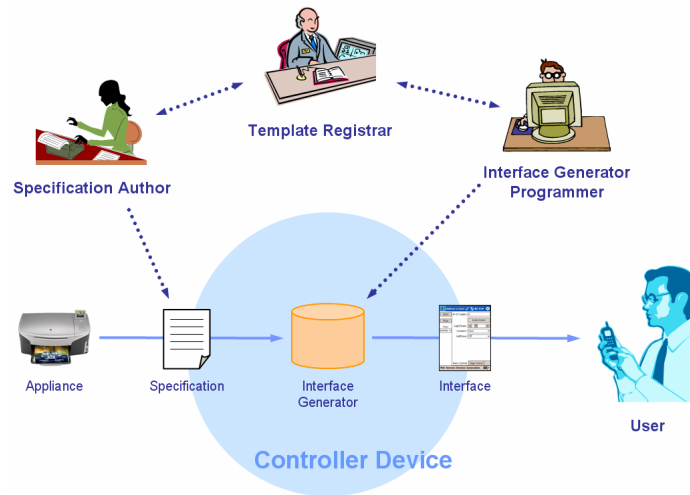 Template Registrar
Specification Author
Interface Generator
Programmer
Appliance
Specification
Interface
Generator
Interface
User
Controller Device